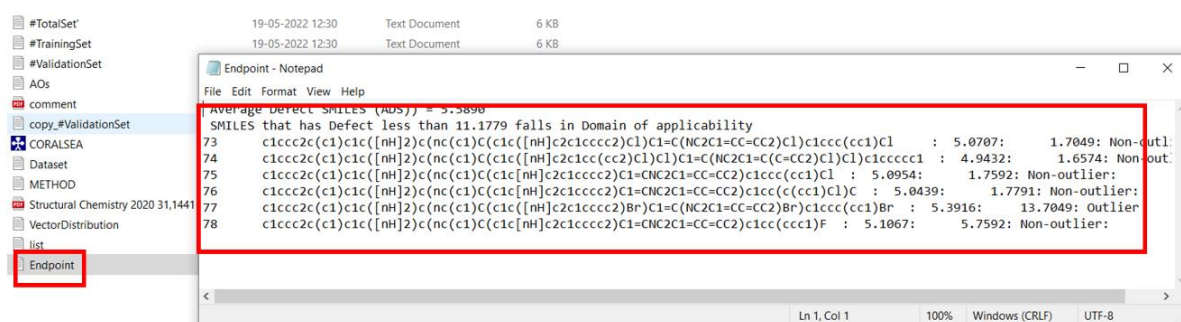 #TotalSet' 19-05-2022 12:30 Text Document 6 KB
#TrainingSet 19-05-2022 12:30 Text Document 6 KB
#ValidationSet
AOs
comment
copy_#ValidationSet
CORALSEA
Dataset
METHOD
Structural Chemistry 2020 31,1441
VectorDistribution
list
Endpoint
Endpoint - Notepad
File Edit Format View Help
Average Defect SMILES (ADS)) = 5.5890
SMILES that has Defect less than 11.1779 falls in Domain of applicability
73 c1ccc2c(c1)c1c([nH]2)c(nc(c1)C(c1c([nH]c2c1cccc2)Cl)C1=C(NC2C1=CC=CC2)Cl)c1ccc(cc1)Cl : 5.0707: 1.7049: Non-outl
74 c1ccc2c(c1)c1c([nH]2)c(nc(c1)C(c1c([nH]c2c1cc(cc2)Cl)Cl)C1=C(NC2C1=C(C=CC2)Cl)Cl)c1ccccc1 : 4.9432: 1.6574: Non-out
75 c1ccc2c(c1)c1c([nH]2)c(nc(c1)C(c1c[nH]c2c1cccc2)C1=CNC2C1=CC=CC2)c1ccc(cc1)Cl : 5.0954: 1.7592: Non-outlier:
76 c1ccc2c(c1)c1c([nH]2)c(nc(c1)C(c1c[nH]c2c1cccc2)C1=CNC2C1=CC=CC2)c1cc(c(cc1)Cl)C : 5.0439: 1.7791: Non-outlier:
77 c1ccc2c(c1)c1c([nH]2)c(nc(c1)C(c1c([nH]c2c1cccc2)Br)C1=C(NC2C1=CC=CC2)Br)c1ccc(cc1)Br : 5.3916: 13.7049: Outlier
78 c1ccc2c(c1)c1c([nH]2)c(nc(c1)C(c1c[nH]c2c1cccc2)C1=CNC2C1=CC=CC2)c1cc(ccc1)F : 5.1067: 5.7592: Non-outlier:
Ln 1, Col 1 100% Windows (CRLF) UTF-8